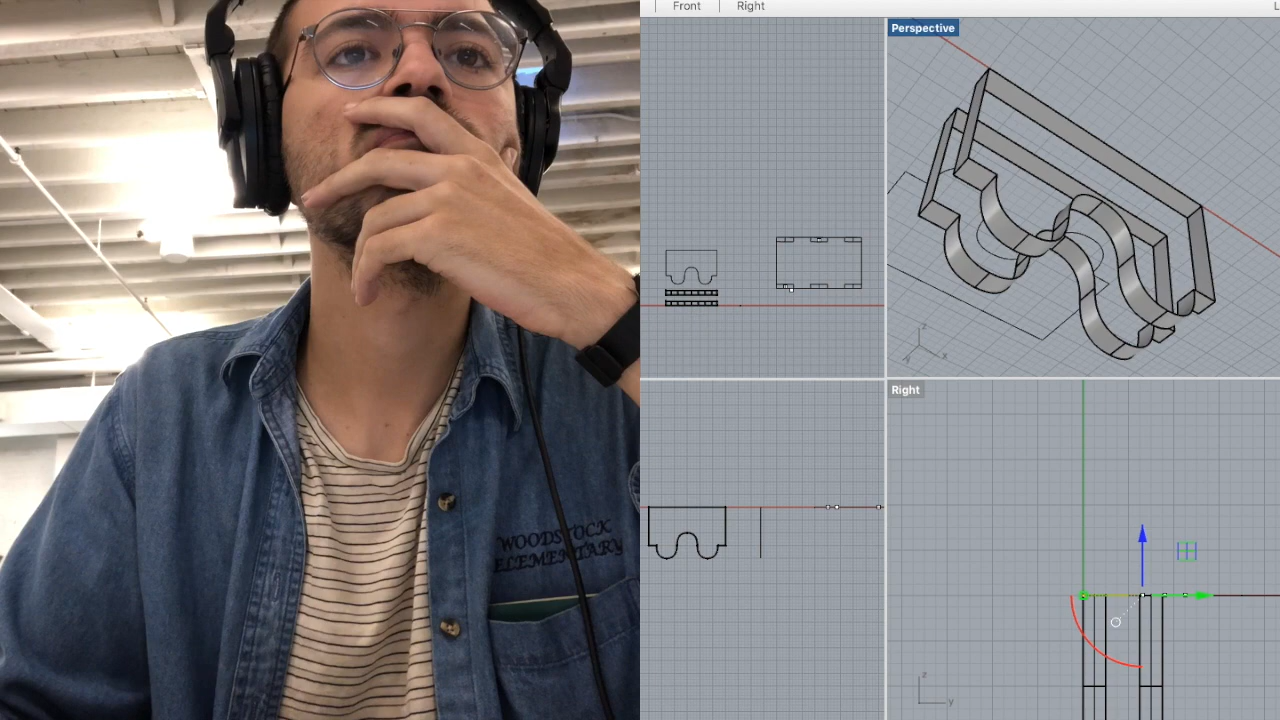 Front
Right
L
Perspective
Right
WOODSTOCK
ELEMENTARY
z
x
y
z
y